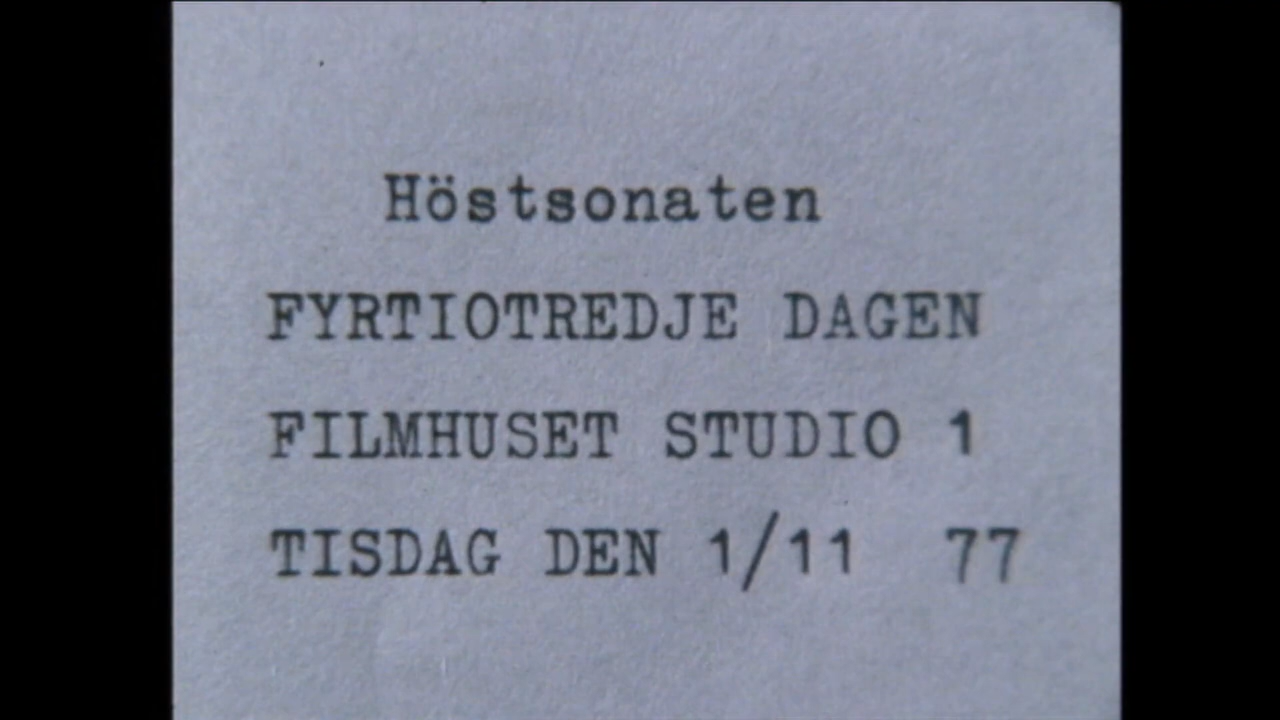 Höstsonaten
FYRTIOTREDJE DAGEN
FILMHUSET STUDIO 1
TISDAG DEN 1/11 77